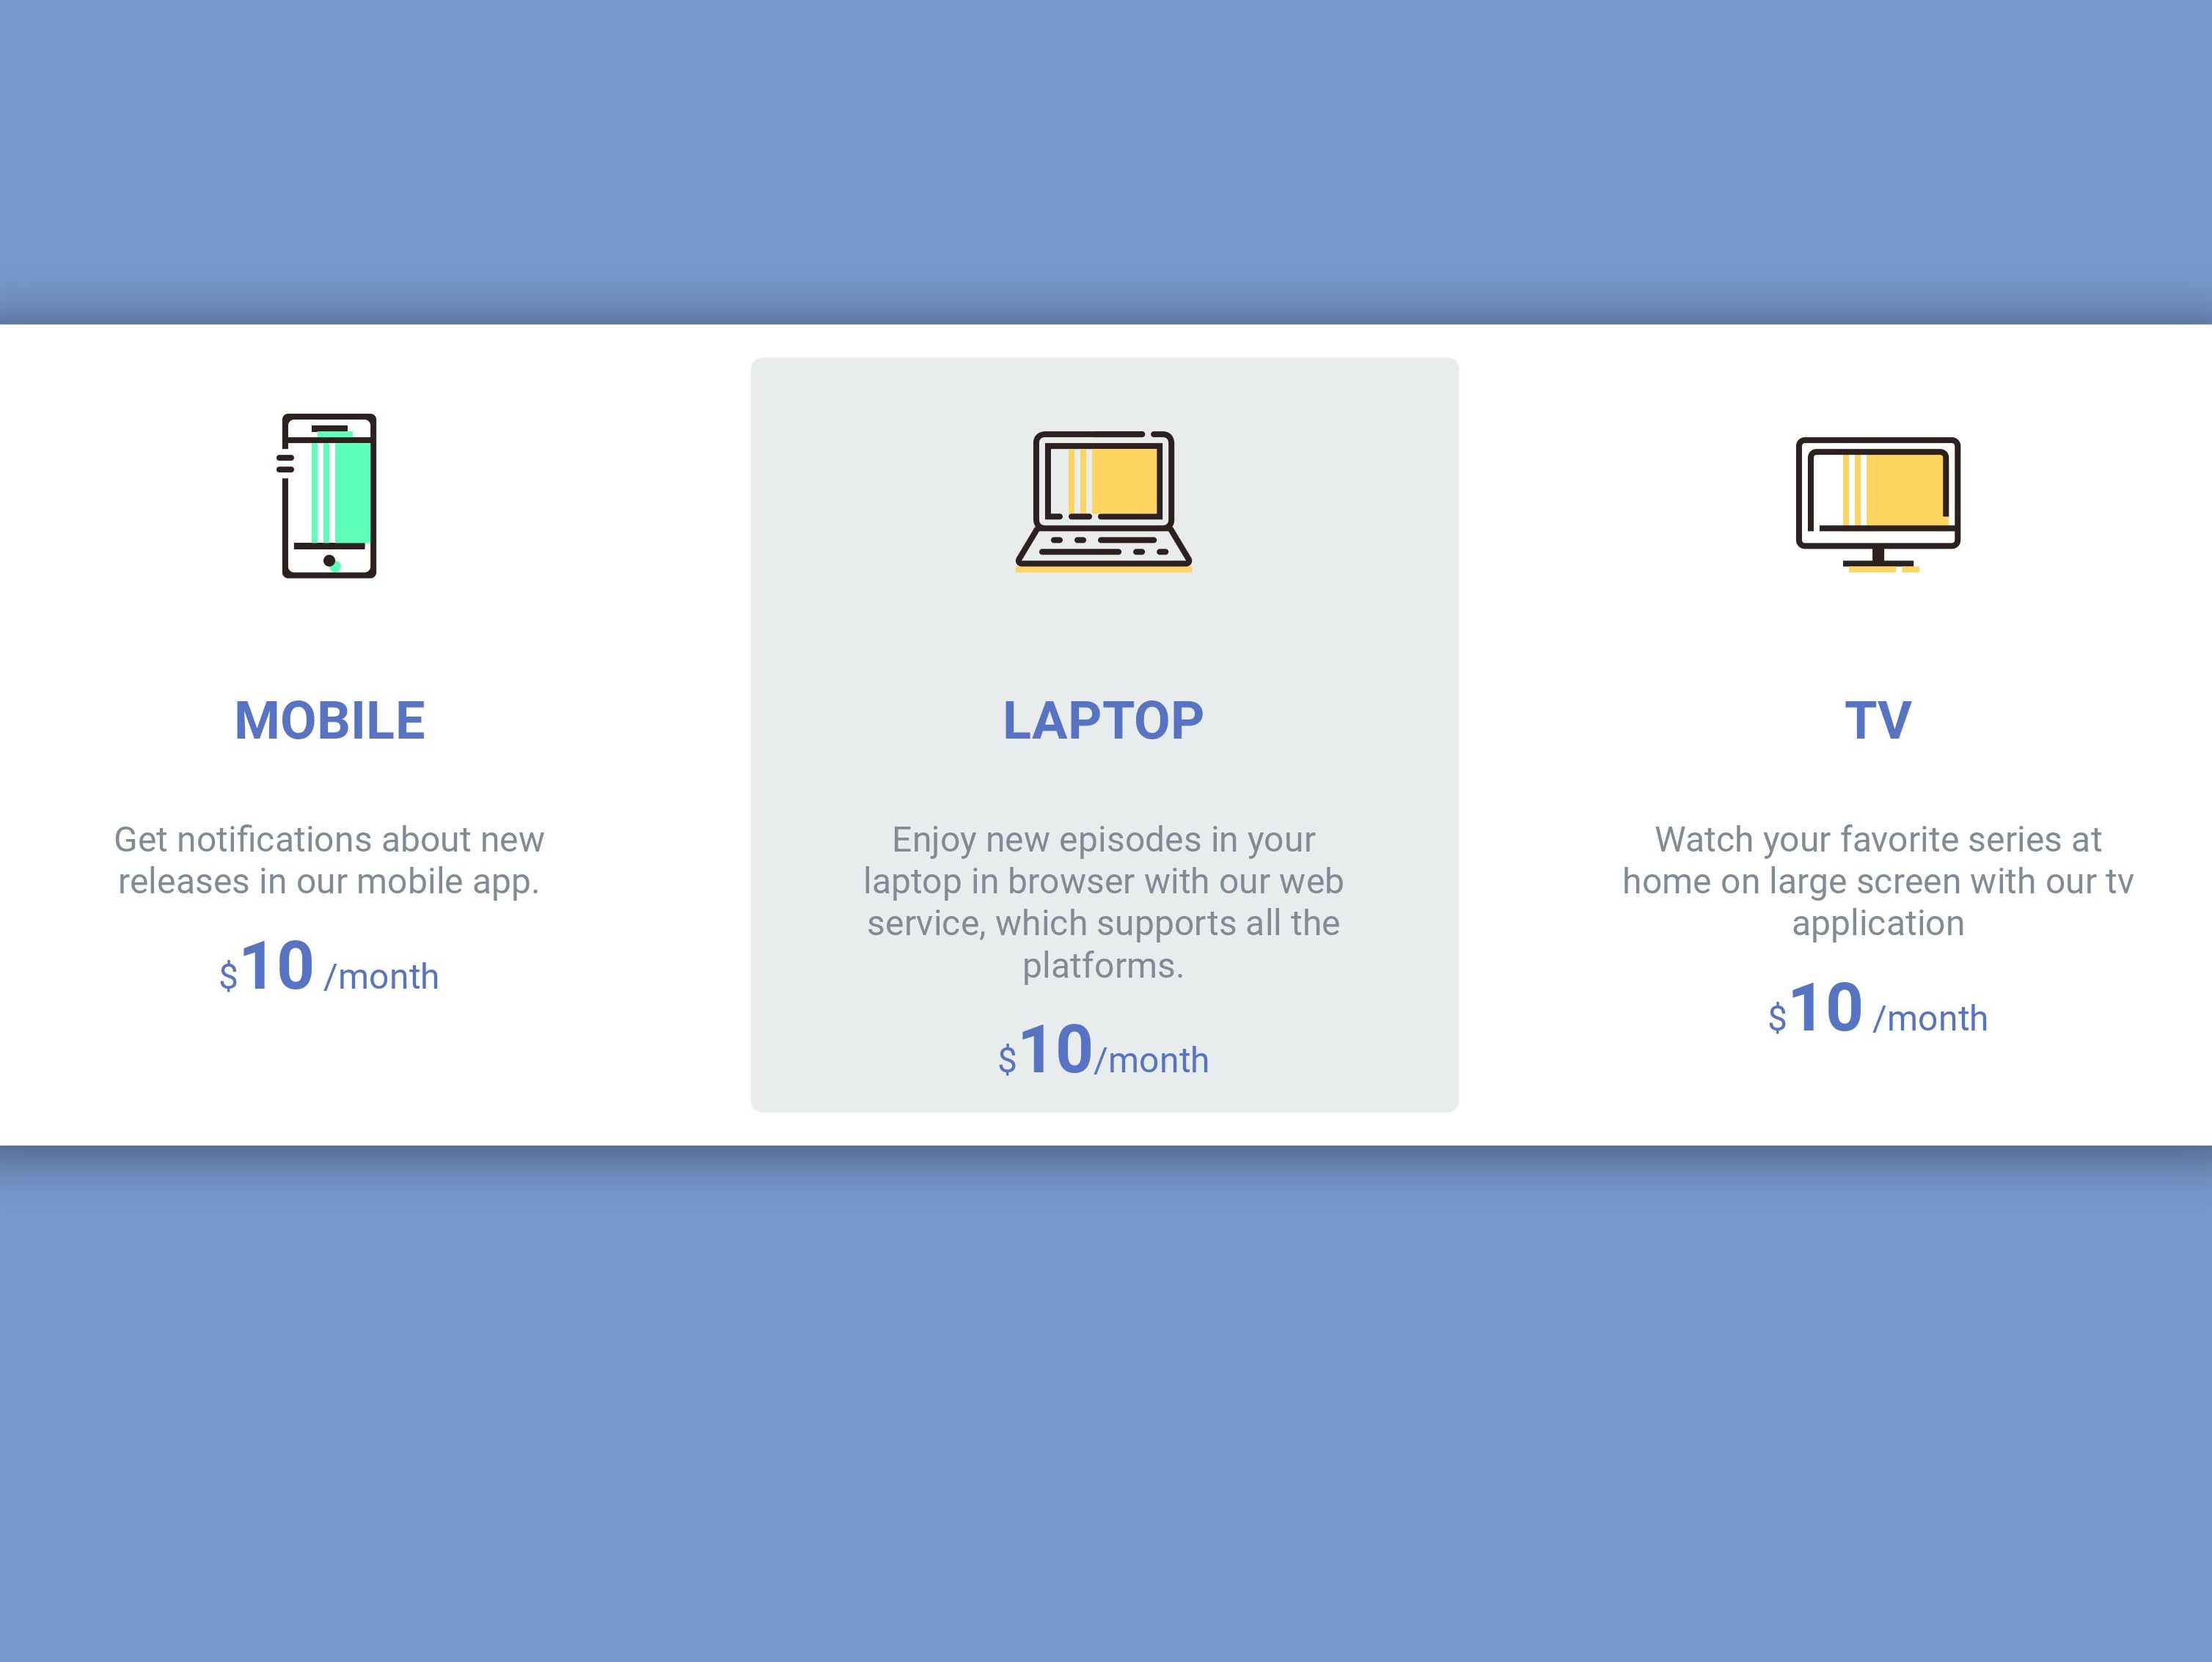 MOBILE
Get notifications about new
releases in our mobile app.
$10 /month
LAPTOP
Enjoy new episodes in your
laptop in browser with our web
service, which supports all the
platforms.
$10/month
TV
Watch your favorite series at
home on large screen with our tv
application
$10 /month